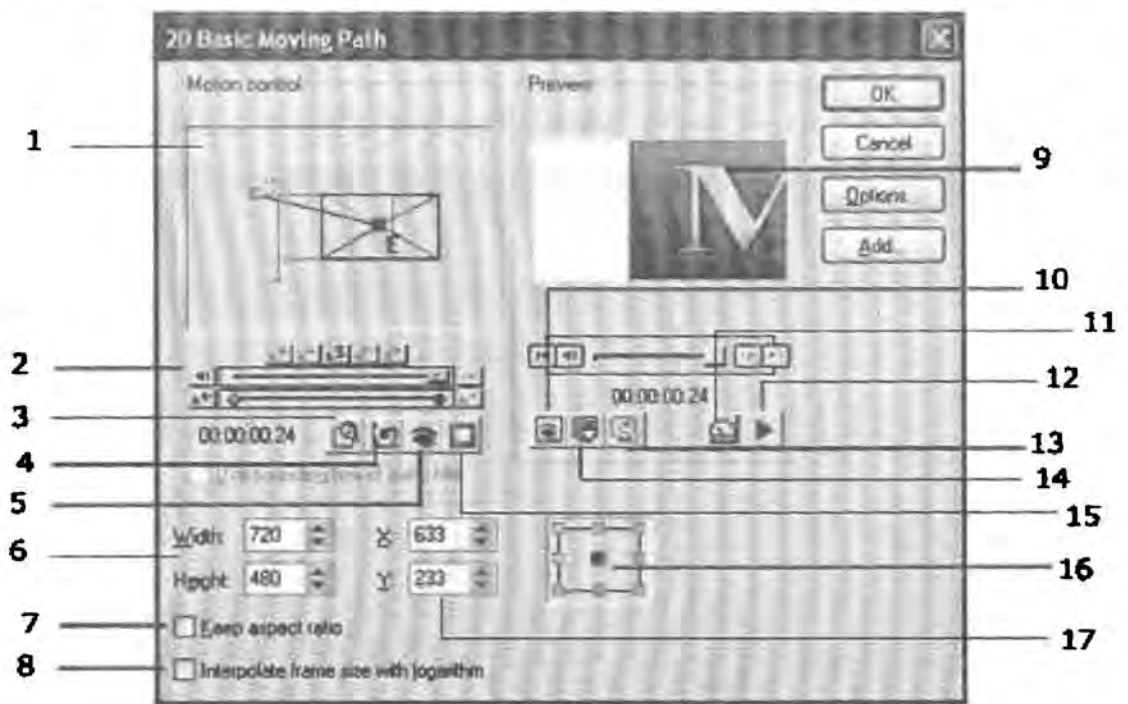 2D Basic Moving Path
Motion control
Preview
OK
Cancel
Options...
Add...
1
2
3
4
5
6
7
8
9
10
11
12
13
14
15
16
17
E
M
00:00:00.24
00:00:00.24
Width: 720
X: 633
Height: 480
Y: 233
Keep aspect ratio
Interpolate frame size with logarithm